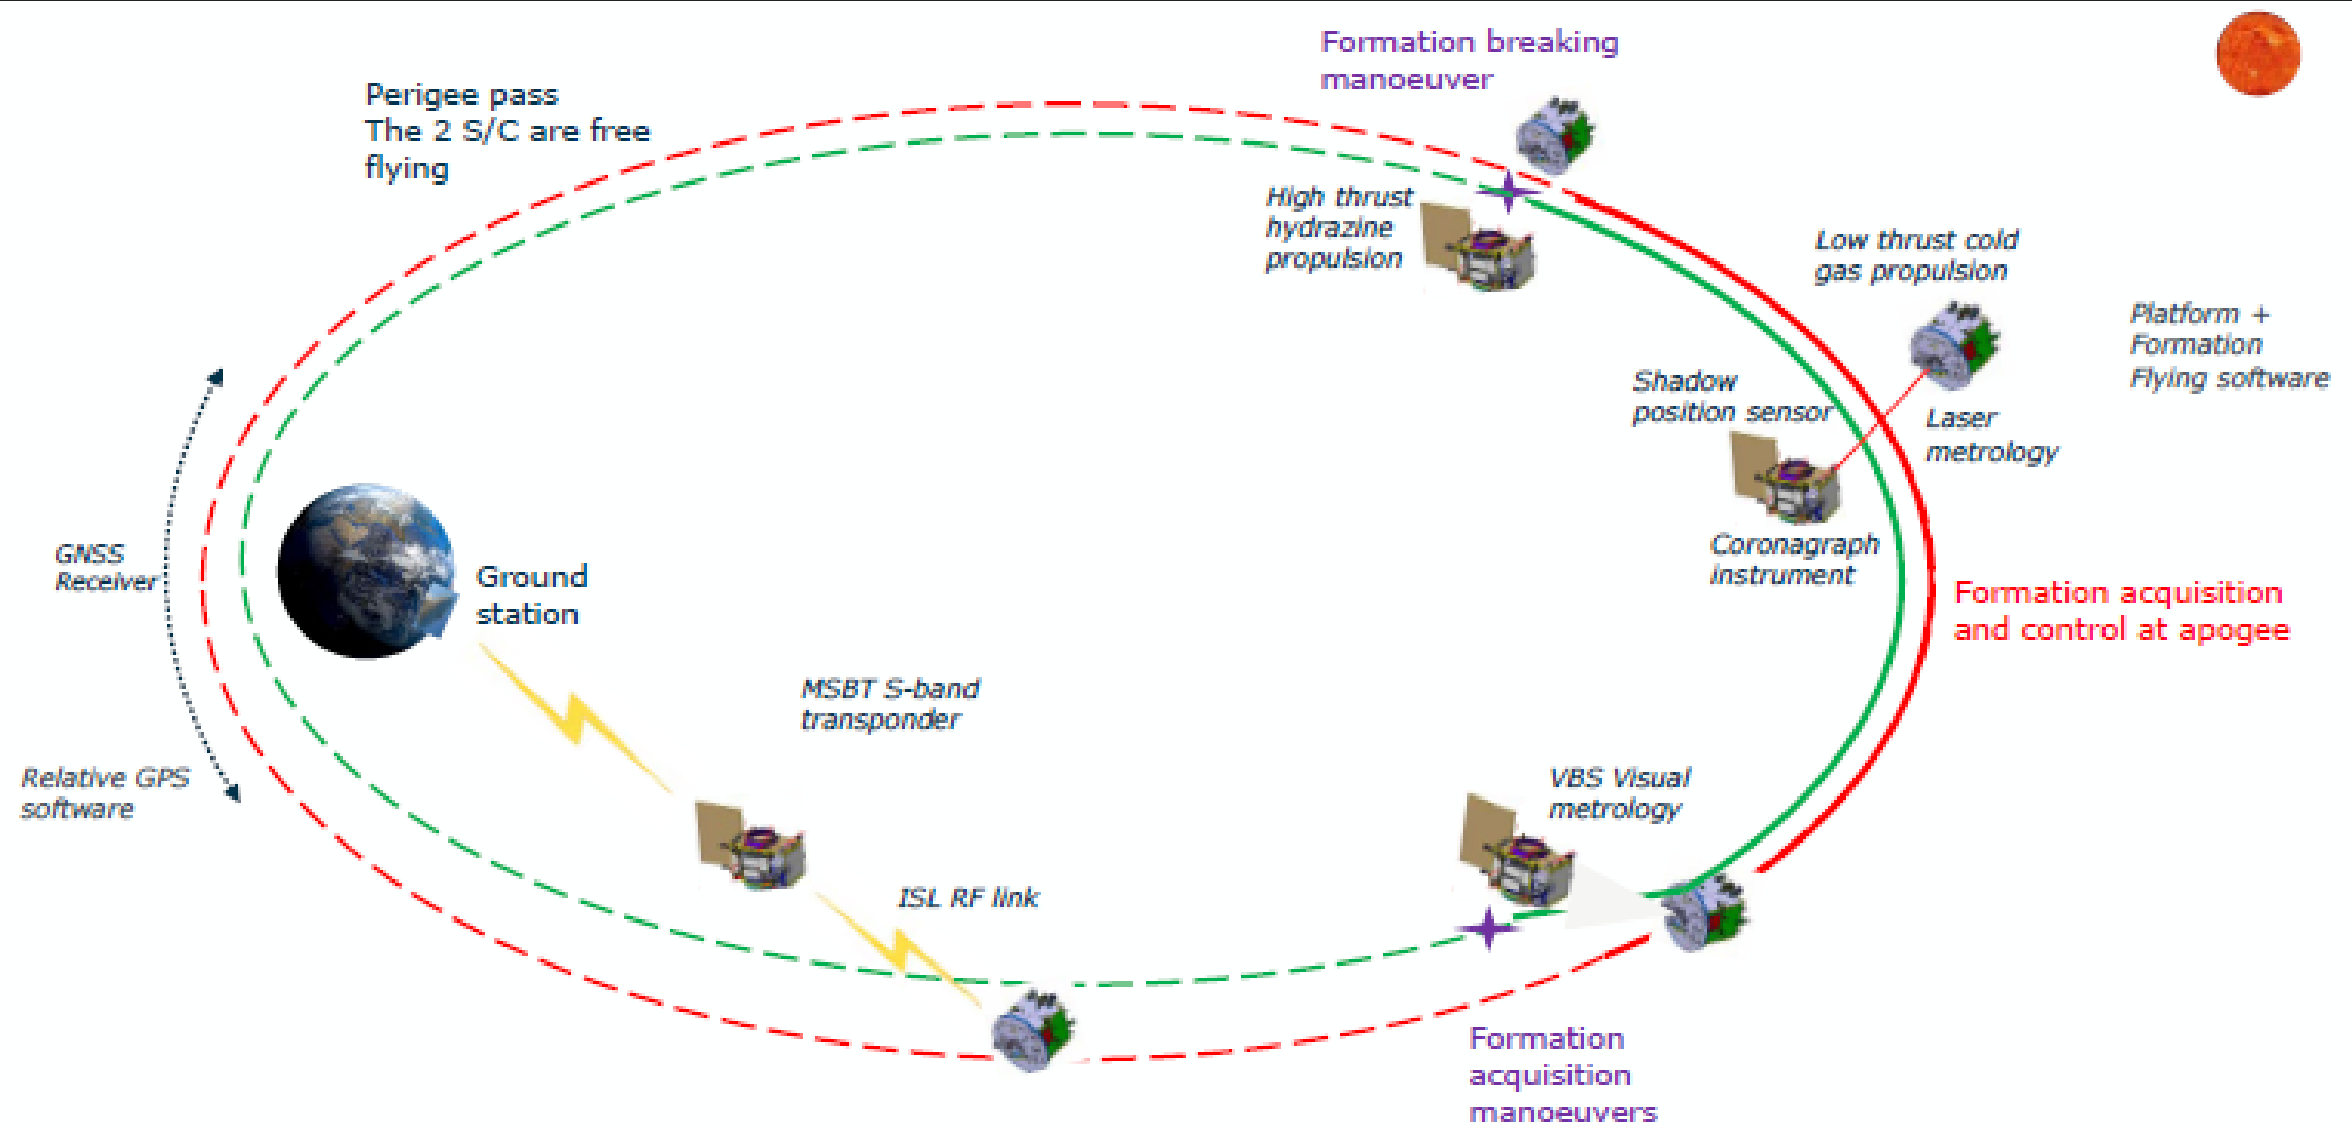 Formation breaking
manoeuver
Perigee pass
The 2 S/C are free
flying
High thrust
hydrazine
propulsion
Low thrust cold
gas propulsion
Platform +
Formation
Flying software
Shadow
position sensor
Laser
metrology
Coronagraph
instrument
GNSS
Receiver
Ground
station
Formation acquisition
and control at apogee
MSBT S-band
transponder
Relative GPS
software
VBS Visual
metrology
ISL RF link
Formation
acquisition
manoeuvers